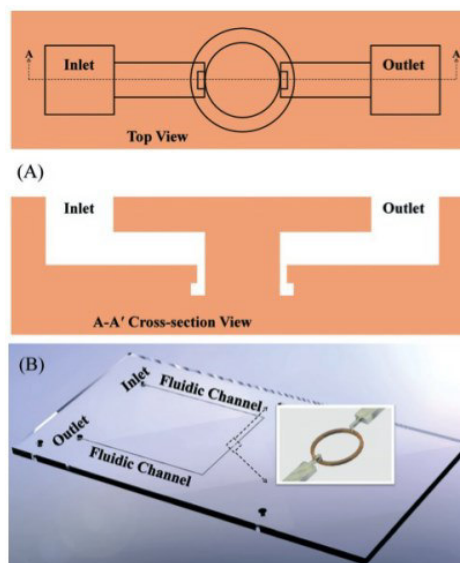 A
Inlet
Outlet
A
Top View
(A)
Inlet
Outlet
A-A′ Cross-section View
(B)
Inlet
Fluidic Channel
Outlet
Fluidic Channel